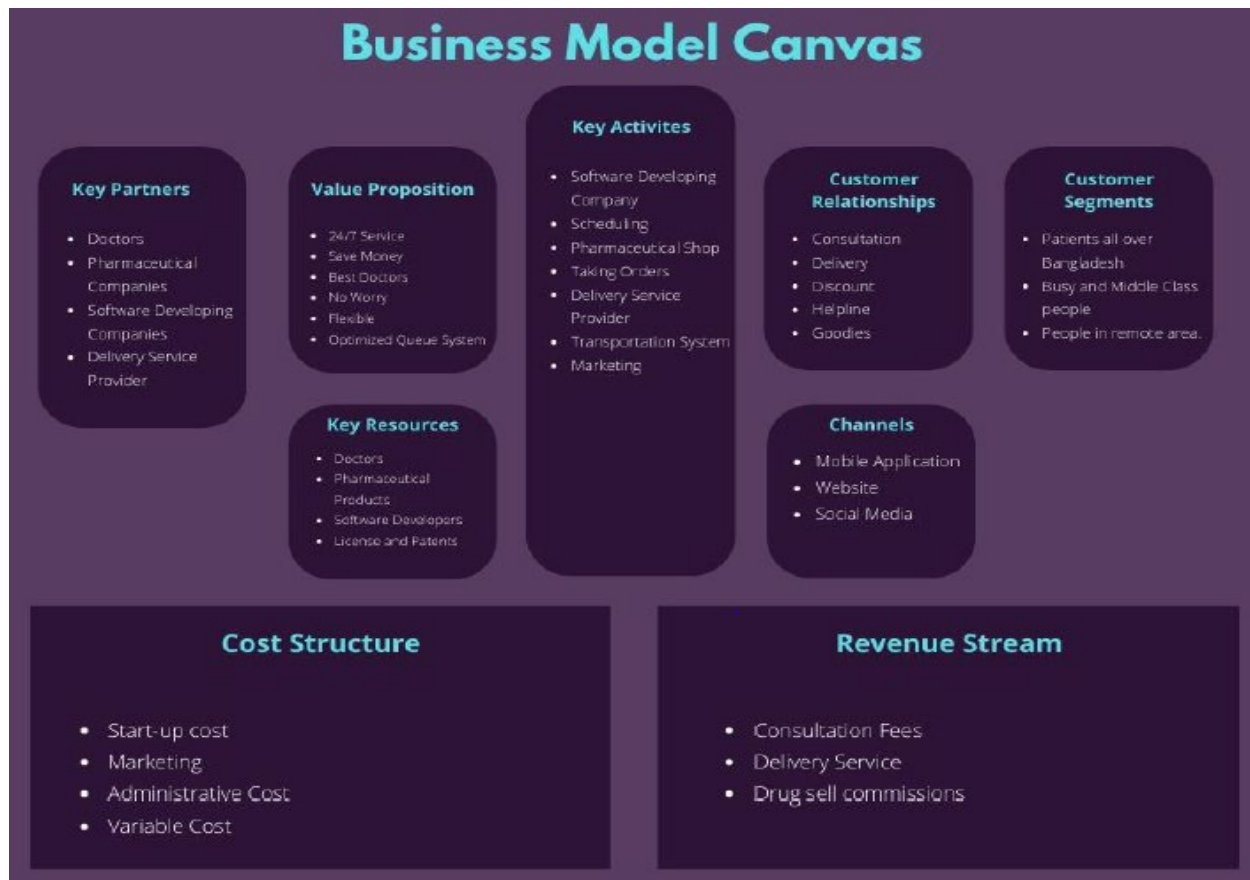 Business Model Canvas
Key Partners
Doctors
Pharmaceutical
Companies
Software Developing
Companies
Delivery Service
Provider
Value Proposition
24/7 Service
Save Money
Best Doctors
No Worry
Flexible
Optimized Queue System
Key Resources
Doctors
Pharmaceutical
Products
Software Developers
License and Patents
Key Activites
Software Developing
Company
Scheduling
Pharmaceutical Shop
Taking Orders
Delivery Service
Provider
Transportation System
Marketing
Customer
Relationships
Consultation
Delivery
Discount
Helpline
Goodies
Channels
Mobile Application
Website
Social Media
Customer
Segments
Patients all over
Bangladesh
Busy and Middle Class
people
People in remote area.
Cost Structure
Start-up cost
Marketing
Administrative Cost
Variable Cost
Revenue Stream
Consultation Fees
Delivery Service
Drug sell commissions